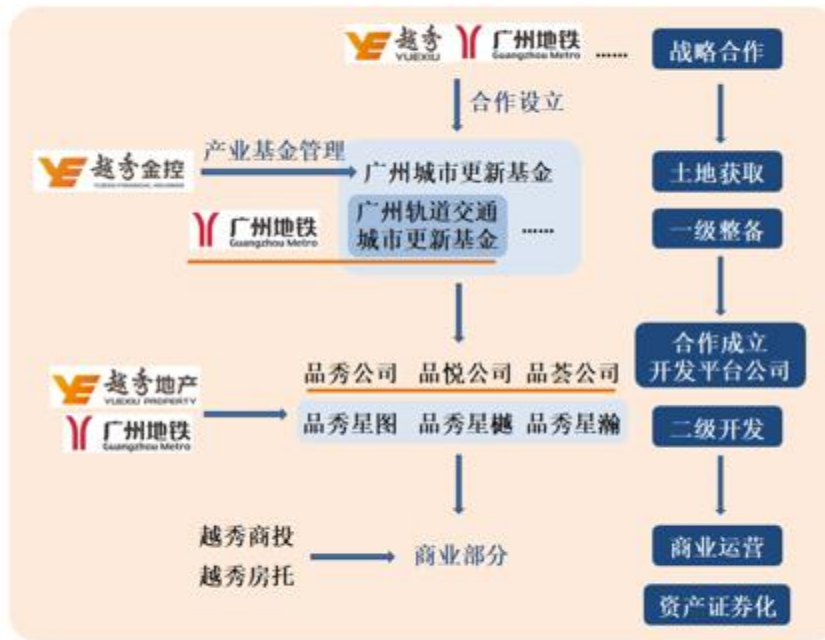 越秀 YUEXIU 广州地铁 Guangzhou Metro ...... 战略合作
合作设立
越秀金控
YUEXIU FINANCIAL HOLDINGS
产业基金管理
广州城市更新基金
土地获取
广州地铁
Guangzhou Metro
广州轨道交通
城市更新基金
......
一级整备
合作成立
开发平台公司
越秀地产
YUEXIU PROPERTY
广州地铁
Guangzhou Metro
品秀公司 品悦公司 品荟公司
品秀星图 品秀星樾 品秀星瀚
二级开发
越秀商投
越秀房托
商业部分
商业运营
资产证券化